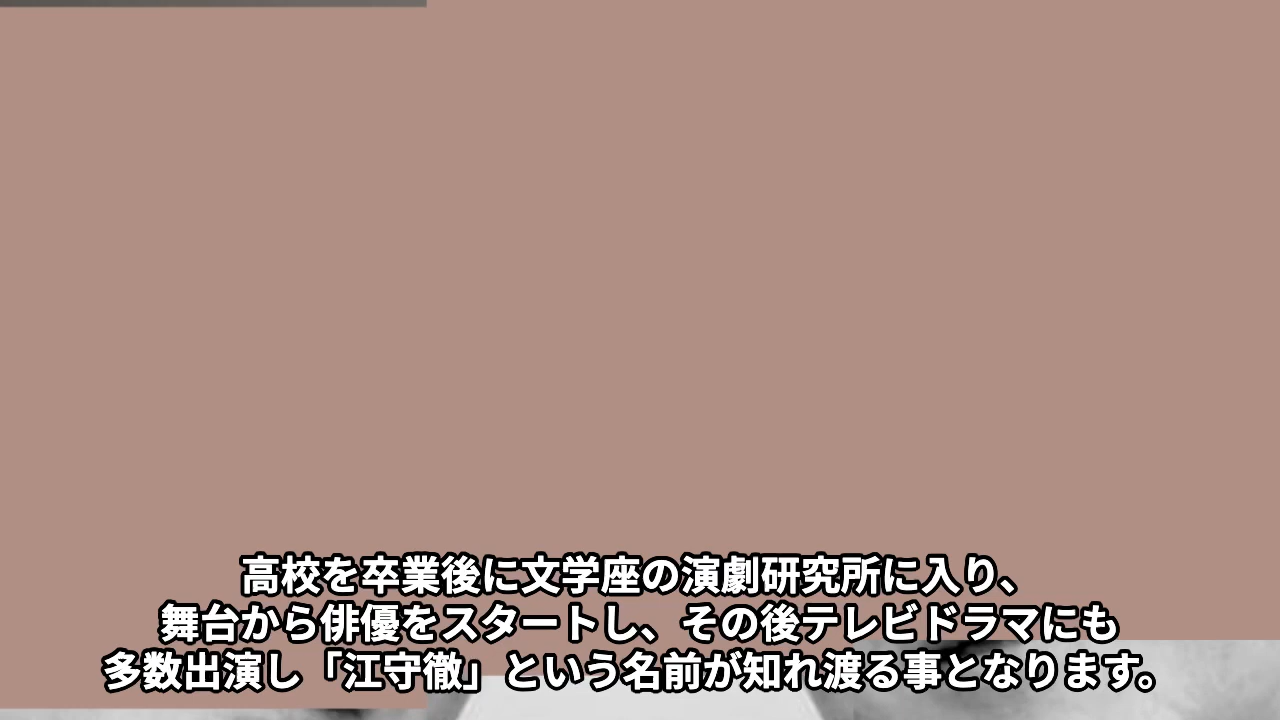 高校を卒業後に文学座の演劇研究所に入り、
舞台から俳優をスタートし、その後テレビドラマにも
多数出演し「江守徹」という名前が知れ渡る事となります。